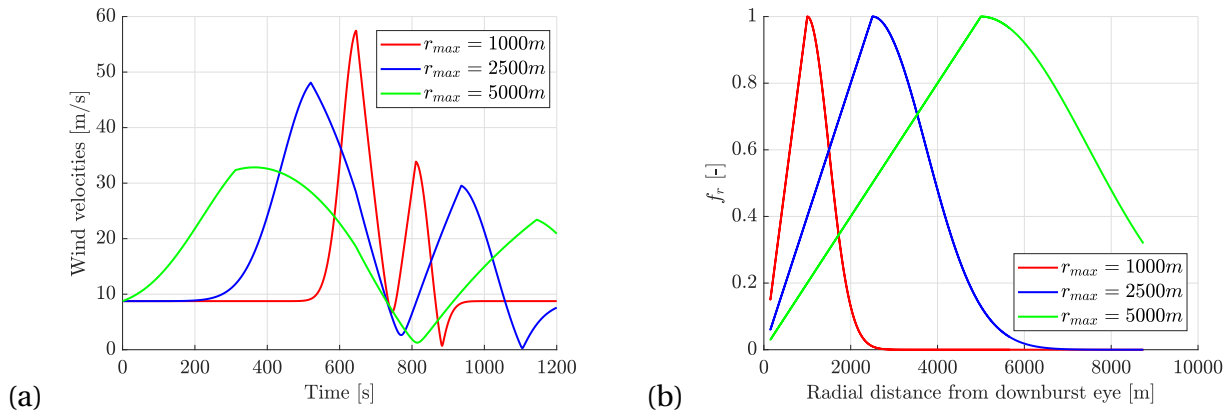 60
50
40
30
20
10
0
Wind velocities [m/s]
r_max = 1000m
r_max = 2500m
r_max = 5000m
0 200 400 600 800 1000 1200
Time [s]
(a)
1
0.8
0.6
0.4
0.2
0
f_r [-]
r_max = 1000m
r_max = 2500m
r_max = 5000m
0 2000 4000 6000 8000 10000
Radial distance from downburst eye [m]
(b)